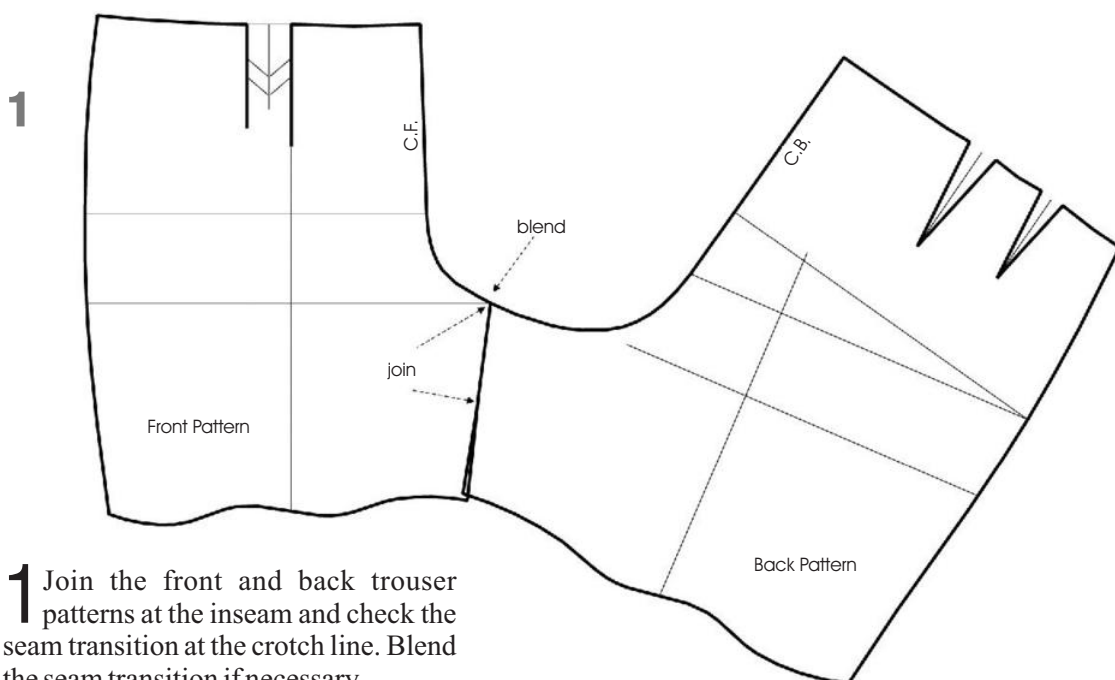 1
C.F.
C.B.
blend
join
Front Pattern
Back Pattern
1 Join the front and back trouser
patterns at the inseam and check the
seam transition at the crotch line. Blend
the seam transition if necessary